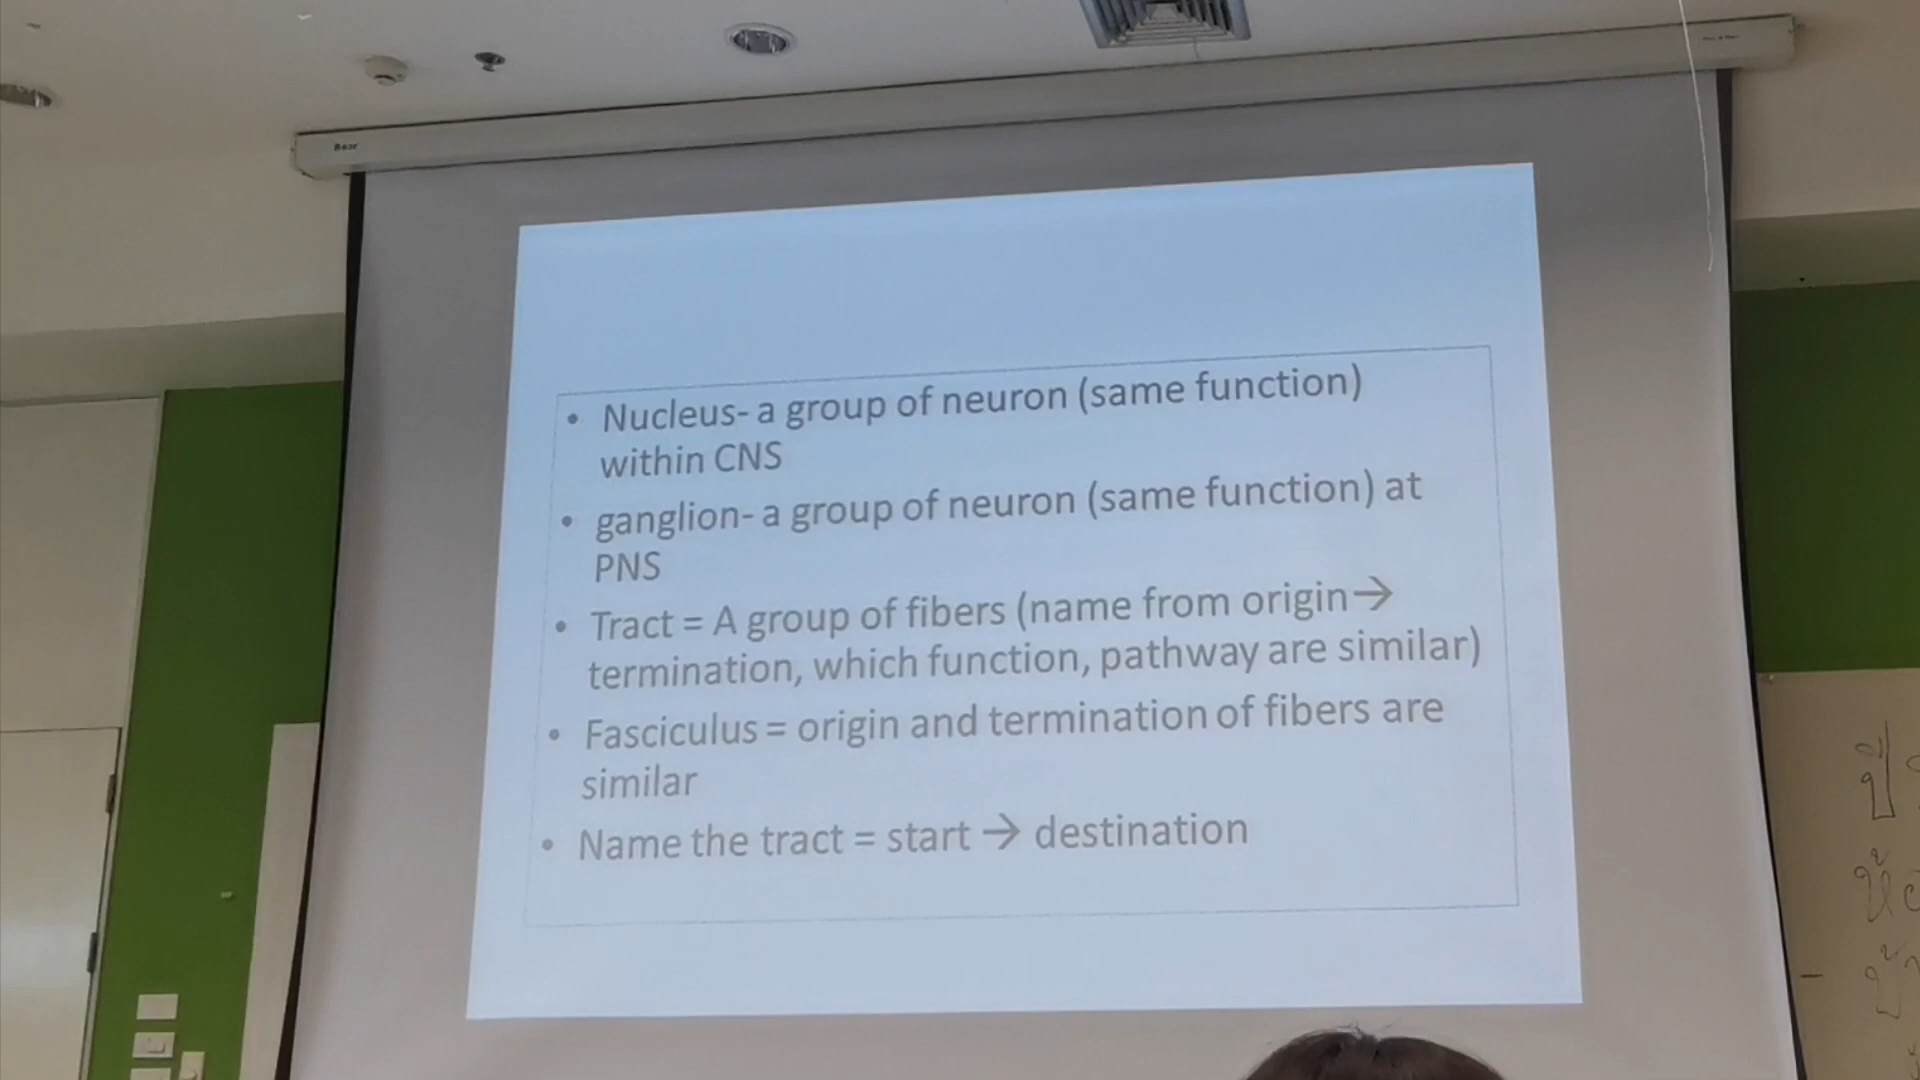 • Nucleus- a group of neuron (same function)
within CNS
• ganglion- a group of neuron (same function) at
PNS
• Tract = A group of fibers (name from origin→
termination, which function, pathway are similar)
• Fasciculus = origin and termination of fibers are
similar
• Name the tract = start → destination